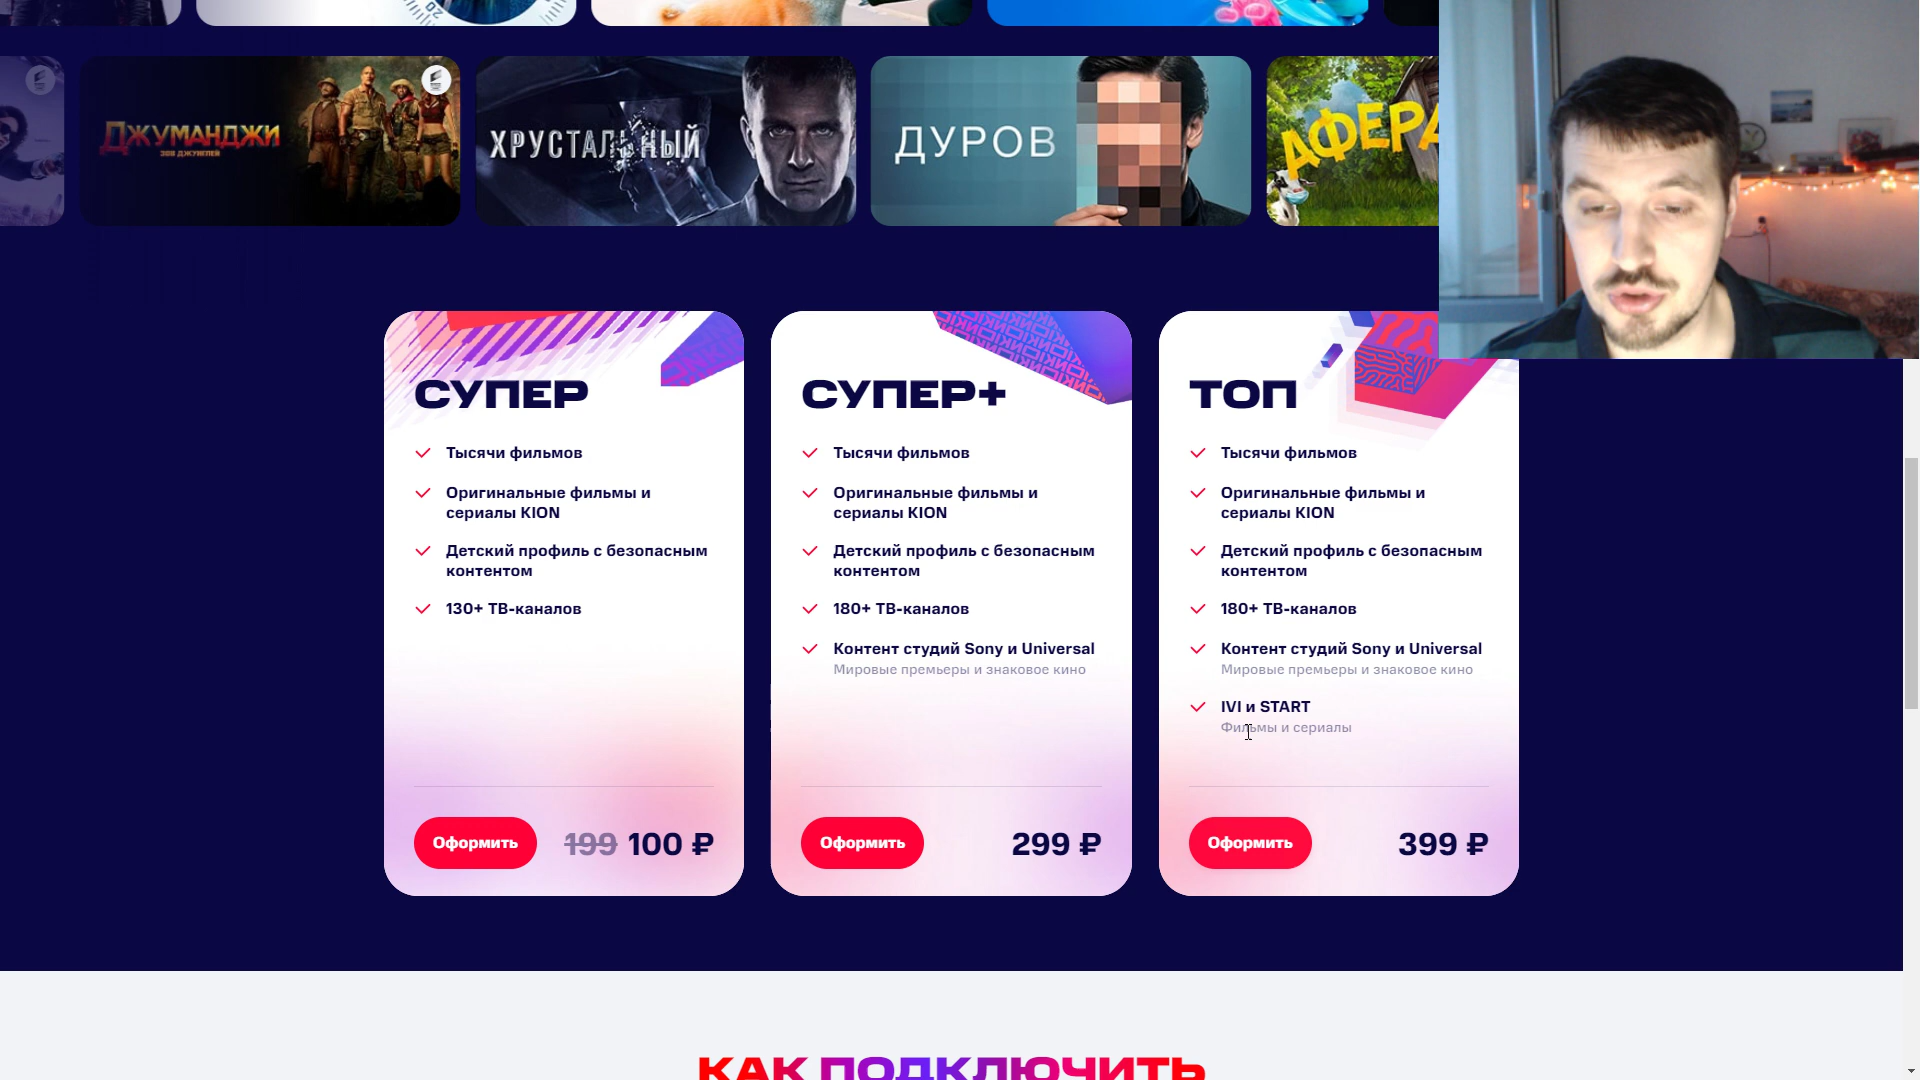 20
ДЖУМАНДЖИ
ЗОВ ДЖУНГЛЕЙ
ХРУСТАЛЬНЫЙ
ДУРОВ
АФЕРА
СУПЕР
Тысячи фильмов
Оригинальные фильмы и
сериалы KION
Детский профиль с безопасным
контентом
130+ ТВ-каналов
Оформить
199 100 ₽
СУПЕР+
Тысячи фильмов
Оригинальные фильмы и
сериалы KION
Детский профиль с безопасным
контентом
180+ ТВ-каналов
Контент студий Sony и Universal
Мировые премьеры и знаковое кино
Оформить
299 ₽
ТОП
Тысячи фильмов
Оригинальные фильмы и
сериалы KION
Детский профиль с безопасным
контентом
180+ ТВ-каналов
Контент студий Sony и Universal
Мировые премьеры и знаковое кино
IVI и START
Фильмы и сериалы
Оформить
399 ₽
КАК ПОДКЛЮЧИТЬ